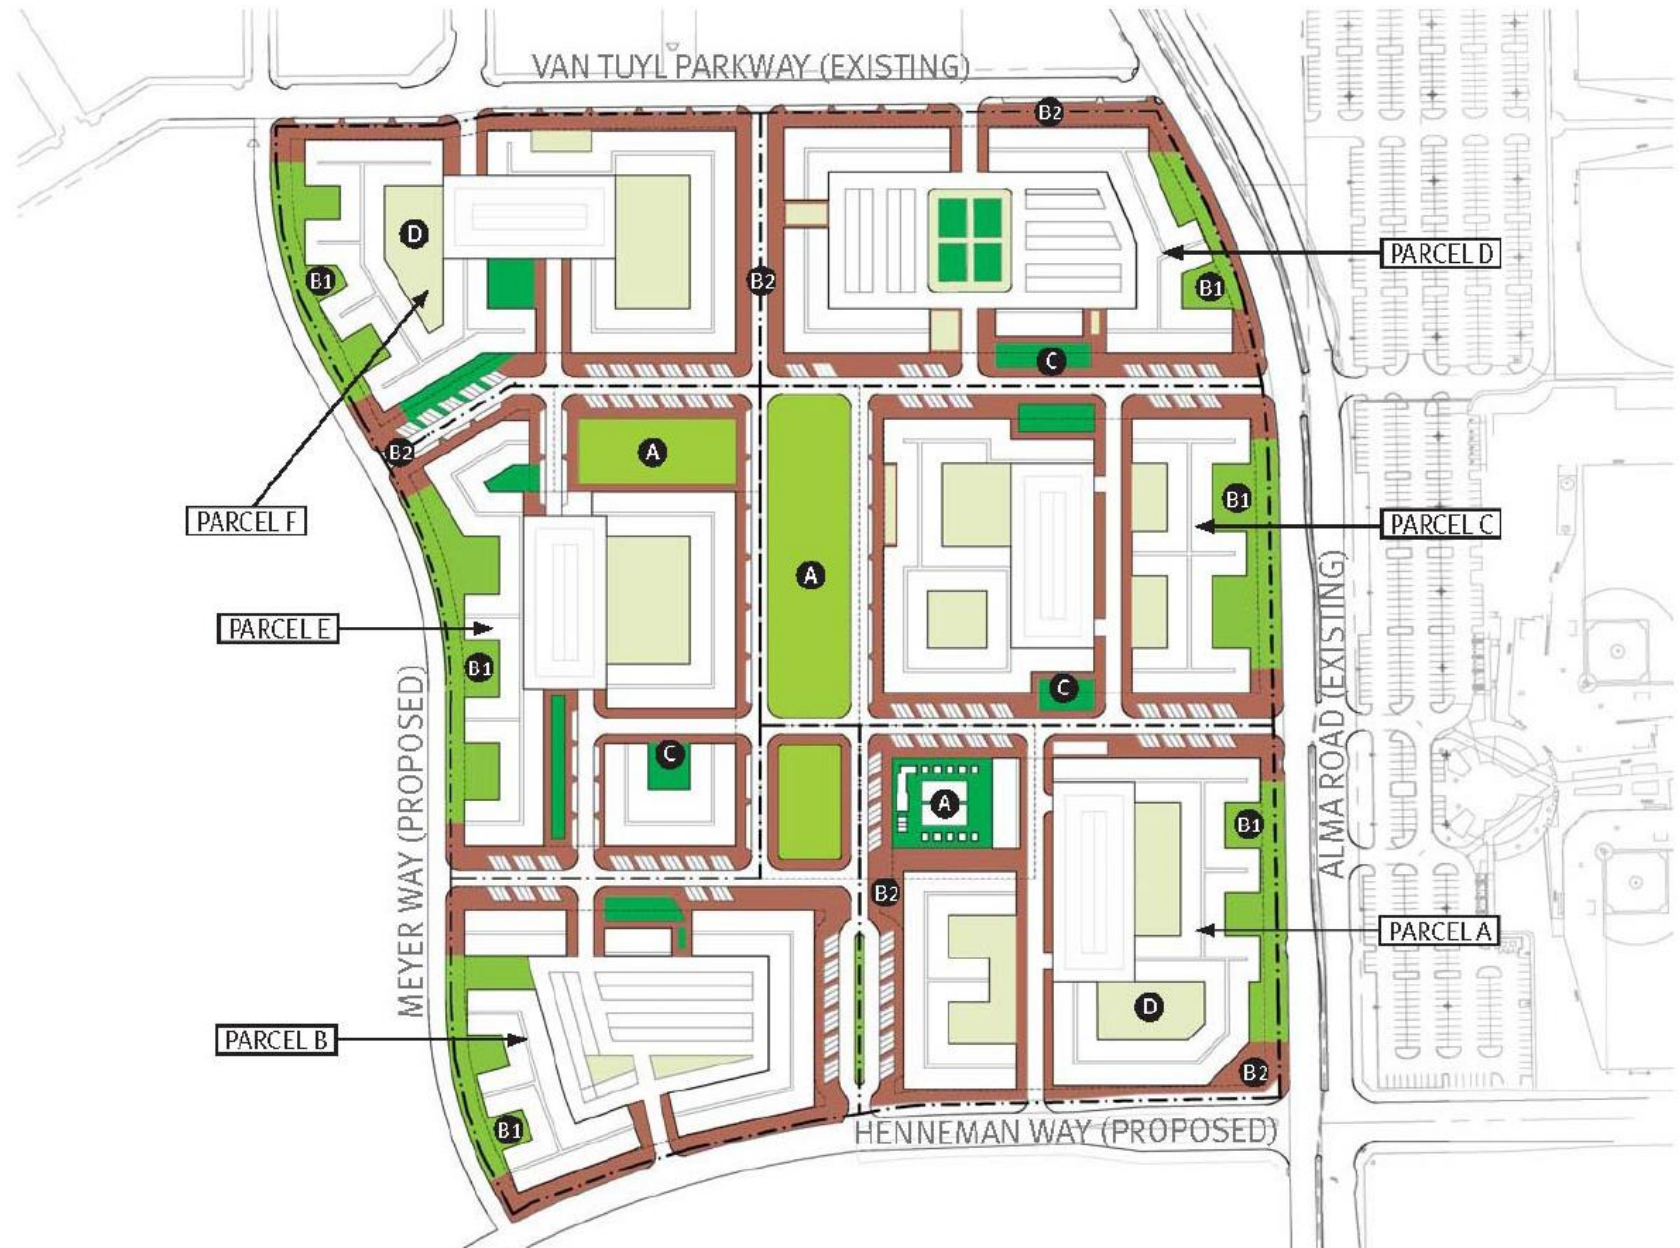 VAN TUYL PARKWAY (EXISTING)
B2
D
B1
B2
B1
PARCEL D
C
A
B2
B1
PARCEL F
PARCEL C
A
PARCEL E
B1
C
C
A
B1
MEYER WAY (PROPOSED)
ALMA ROAD (EXISTING)
B2
PARCEL A
D
PARCEL B
B2
B1
HENNEMAN WAY (PROPOSED)